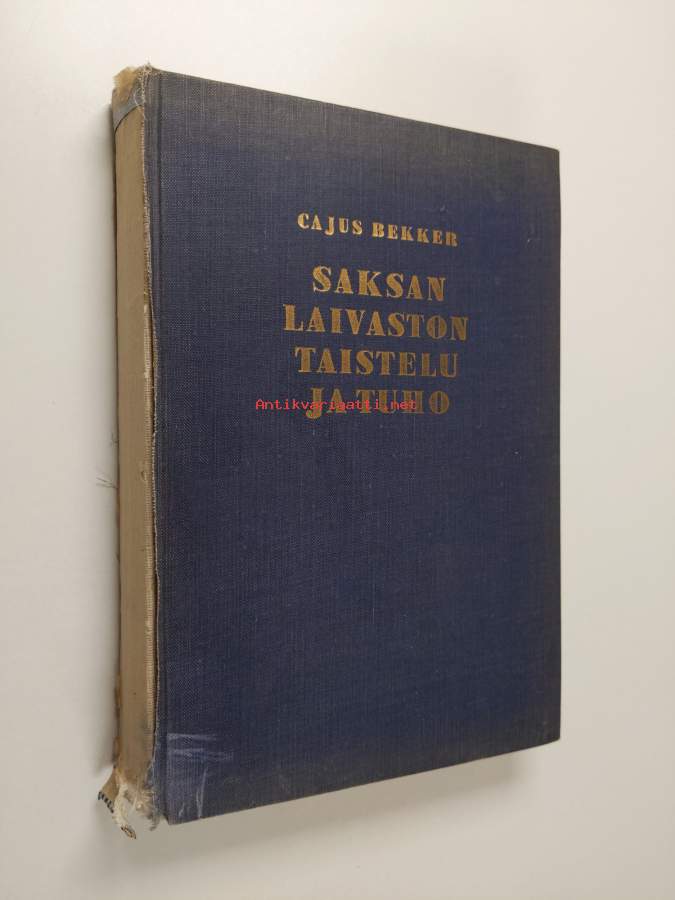 CAJUS BEKKER
SAKSAN
LAIVASTON
TAISTELU
JA TUHO
Antikvariaatti.net